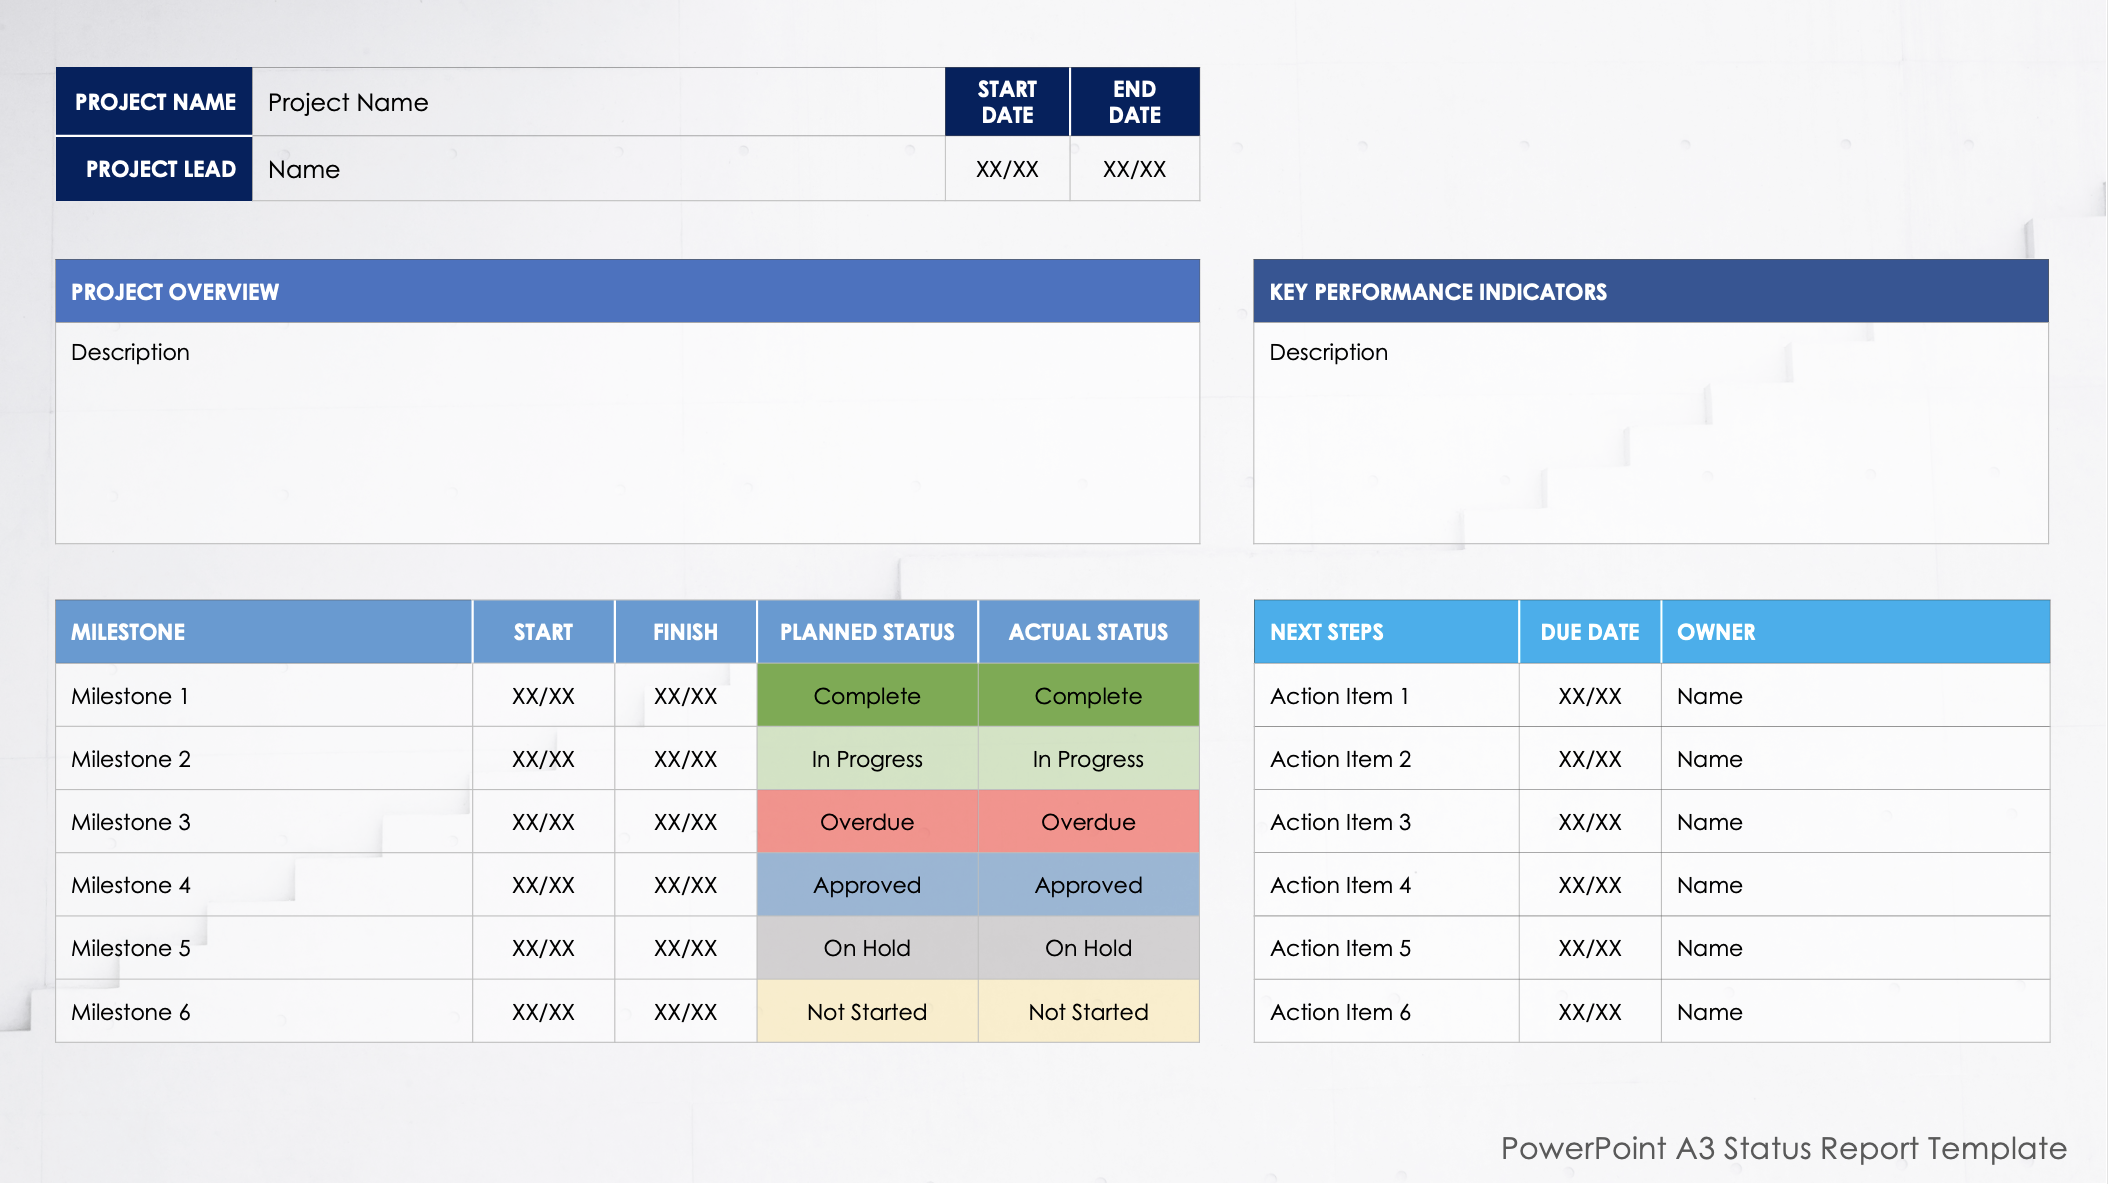 PROJECT NAME Project Name START DATE END DATE
PROJECT LEAD Name XX/XX XX/XX
PROJECT OVERVIEW
Description
KEY PERFORMANCE INDICATORS
Description
MILESTONE START FINISH PLANNED STATUS ACTUAL STATUS
Milestone 1 XX/XX XX/XX Complete Complete
Milestone 2 XX/XX XX/XX In Progress In Progress
Milestone 3 XX/XX XX/XX Overdue Overdue
Milestone 4 XX/XX XX/XX Approved Approved
Milestone 5 XX/XX XX/XX On Hold On Hold
Milestone 6 XX/XX XX/XX Not Started Not Started
NEXT STEPS DUE DATE OWNER
Action Item 1 XX/XX Name
Action Item 2 XX/XX Name
Action Item 3 XX/XX Name
Action Item 4 XX/XX Name
Action Item 5 XX/XX Name
Action Item 6 XX/XX Name
PowerPoint A3 Status Report Template